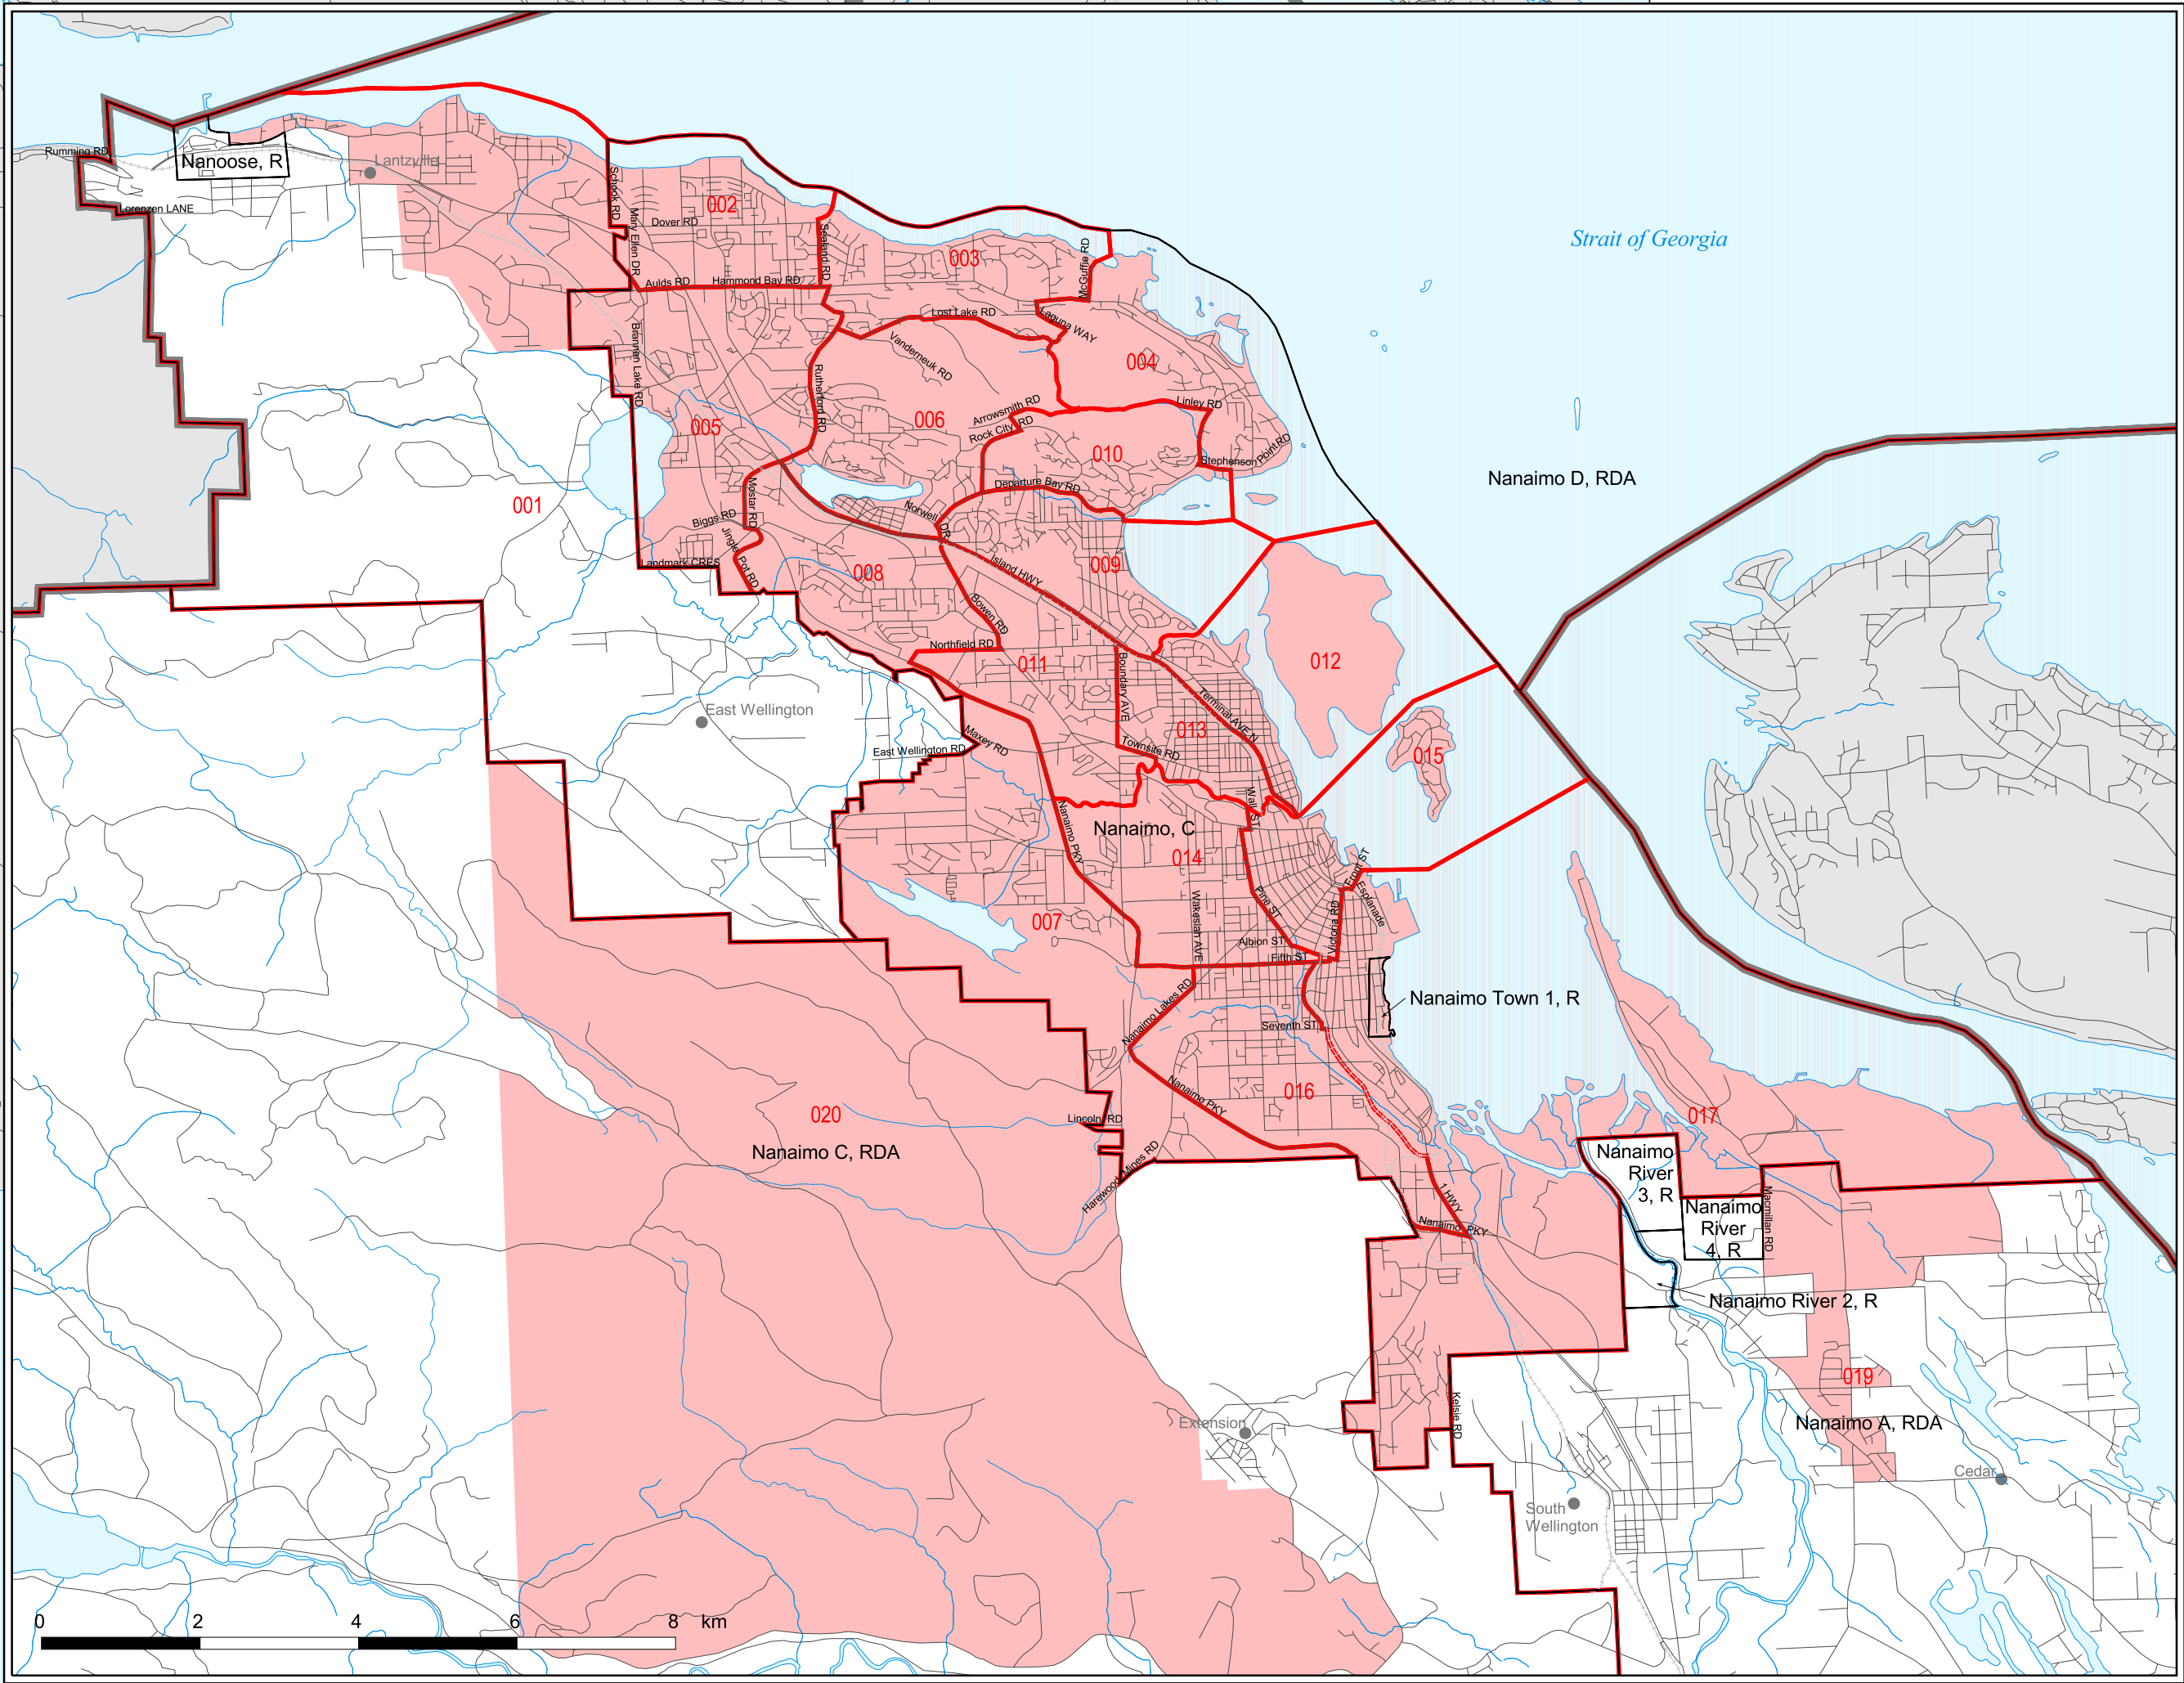 Rumming RD
Nanoose, R
Lantzville
Lorenzen LANE
Schook RD
Mary Ellen DR
002
Dover RD
Sealand RD
003
McGuffie RD
Strait of Georgia
Aulds RD
Hammond Bay RD
Lost Lake RD
Laguna WAY
Brannen Lake RD
Vanderneuk RD
Rutherford RD
004
Arrowsmith RD
Linley RD
005
006
Rock City RD
010
Stephenson Point RD
Nanaimo D, RDA
001
Mostar RD
Departure Bay RD
Biggs RD
Norwell DR
Jingle Pot RD
Landmark CRES
008
Island HWY
009
Bowen RD
Northfield RD
011
012
Boundary AVE
East Wellington
Terminal AVE N
013
Maxey RD
East Wellington RD
Townsite RD
015
Wall ST
Nanaimo PKY
Nanaimo, C
014
Front ST
Pine ST
Esplanade
Wakesiah AVE
Victoria RD
007
Albion ST
Fifth ST
Nanaimo Lakes RD
Nanaimo Town 1, R
Seventh ST
Nanaimo PKY
016
020
Lincoln RD
017
Nanaimo C, RDA
Harewood Mines RD
Nanaimo
River
3, R
Macmillan RD
Nanaimo
River
4, R
1 HWY
Nanaimo PKY
Nanaimo River 2, R
019
Kelsie RD
Extension
Nanaimo A, RDA
Cedar
South
Wellington
0 2 4 6 8 km